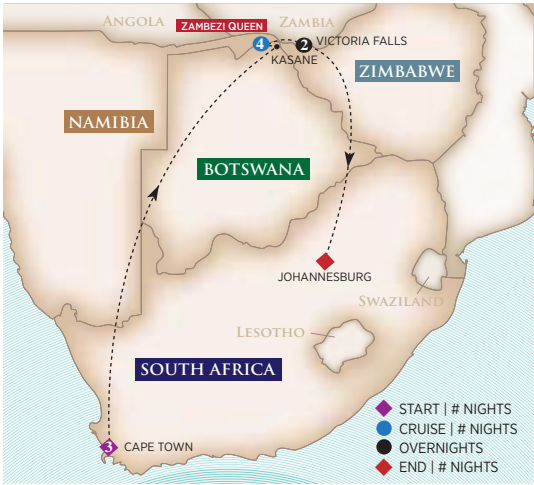 ANGOLA
ZAMBEZI QUEEN
ZAMBIA
4
2
VICTORIA FALLS
KASANE
ZIMBABWE
NAMIBIA
BOTSWANA
JOHANNESBURG
SWAZILAND
LESOTHO
SOUTH AFRICA
3
CAPE TOWN
START | # NIGHTS
CRUISE | # NIGHTS
OVERNIGHTS
END | # NIGHTS